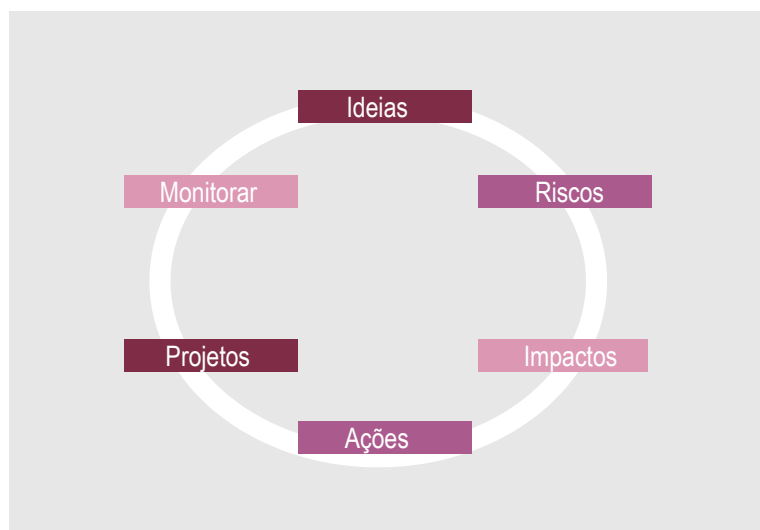 Ideias
Monitorar
Riscos
Projetos
Impactos
Ações